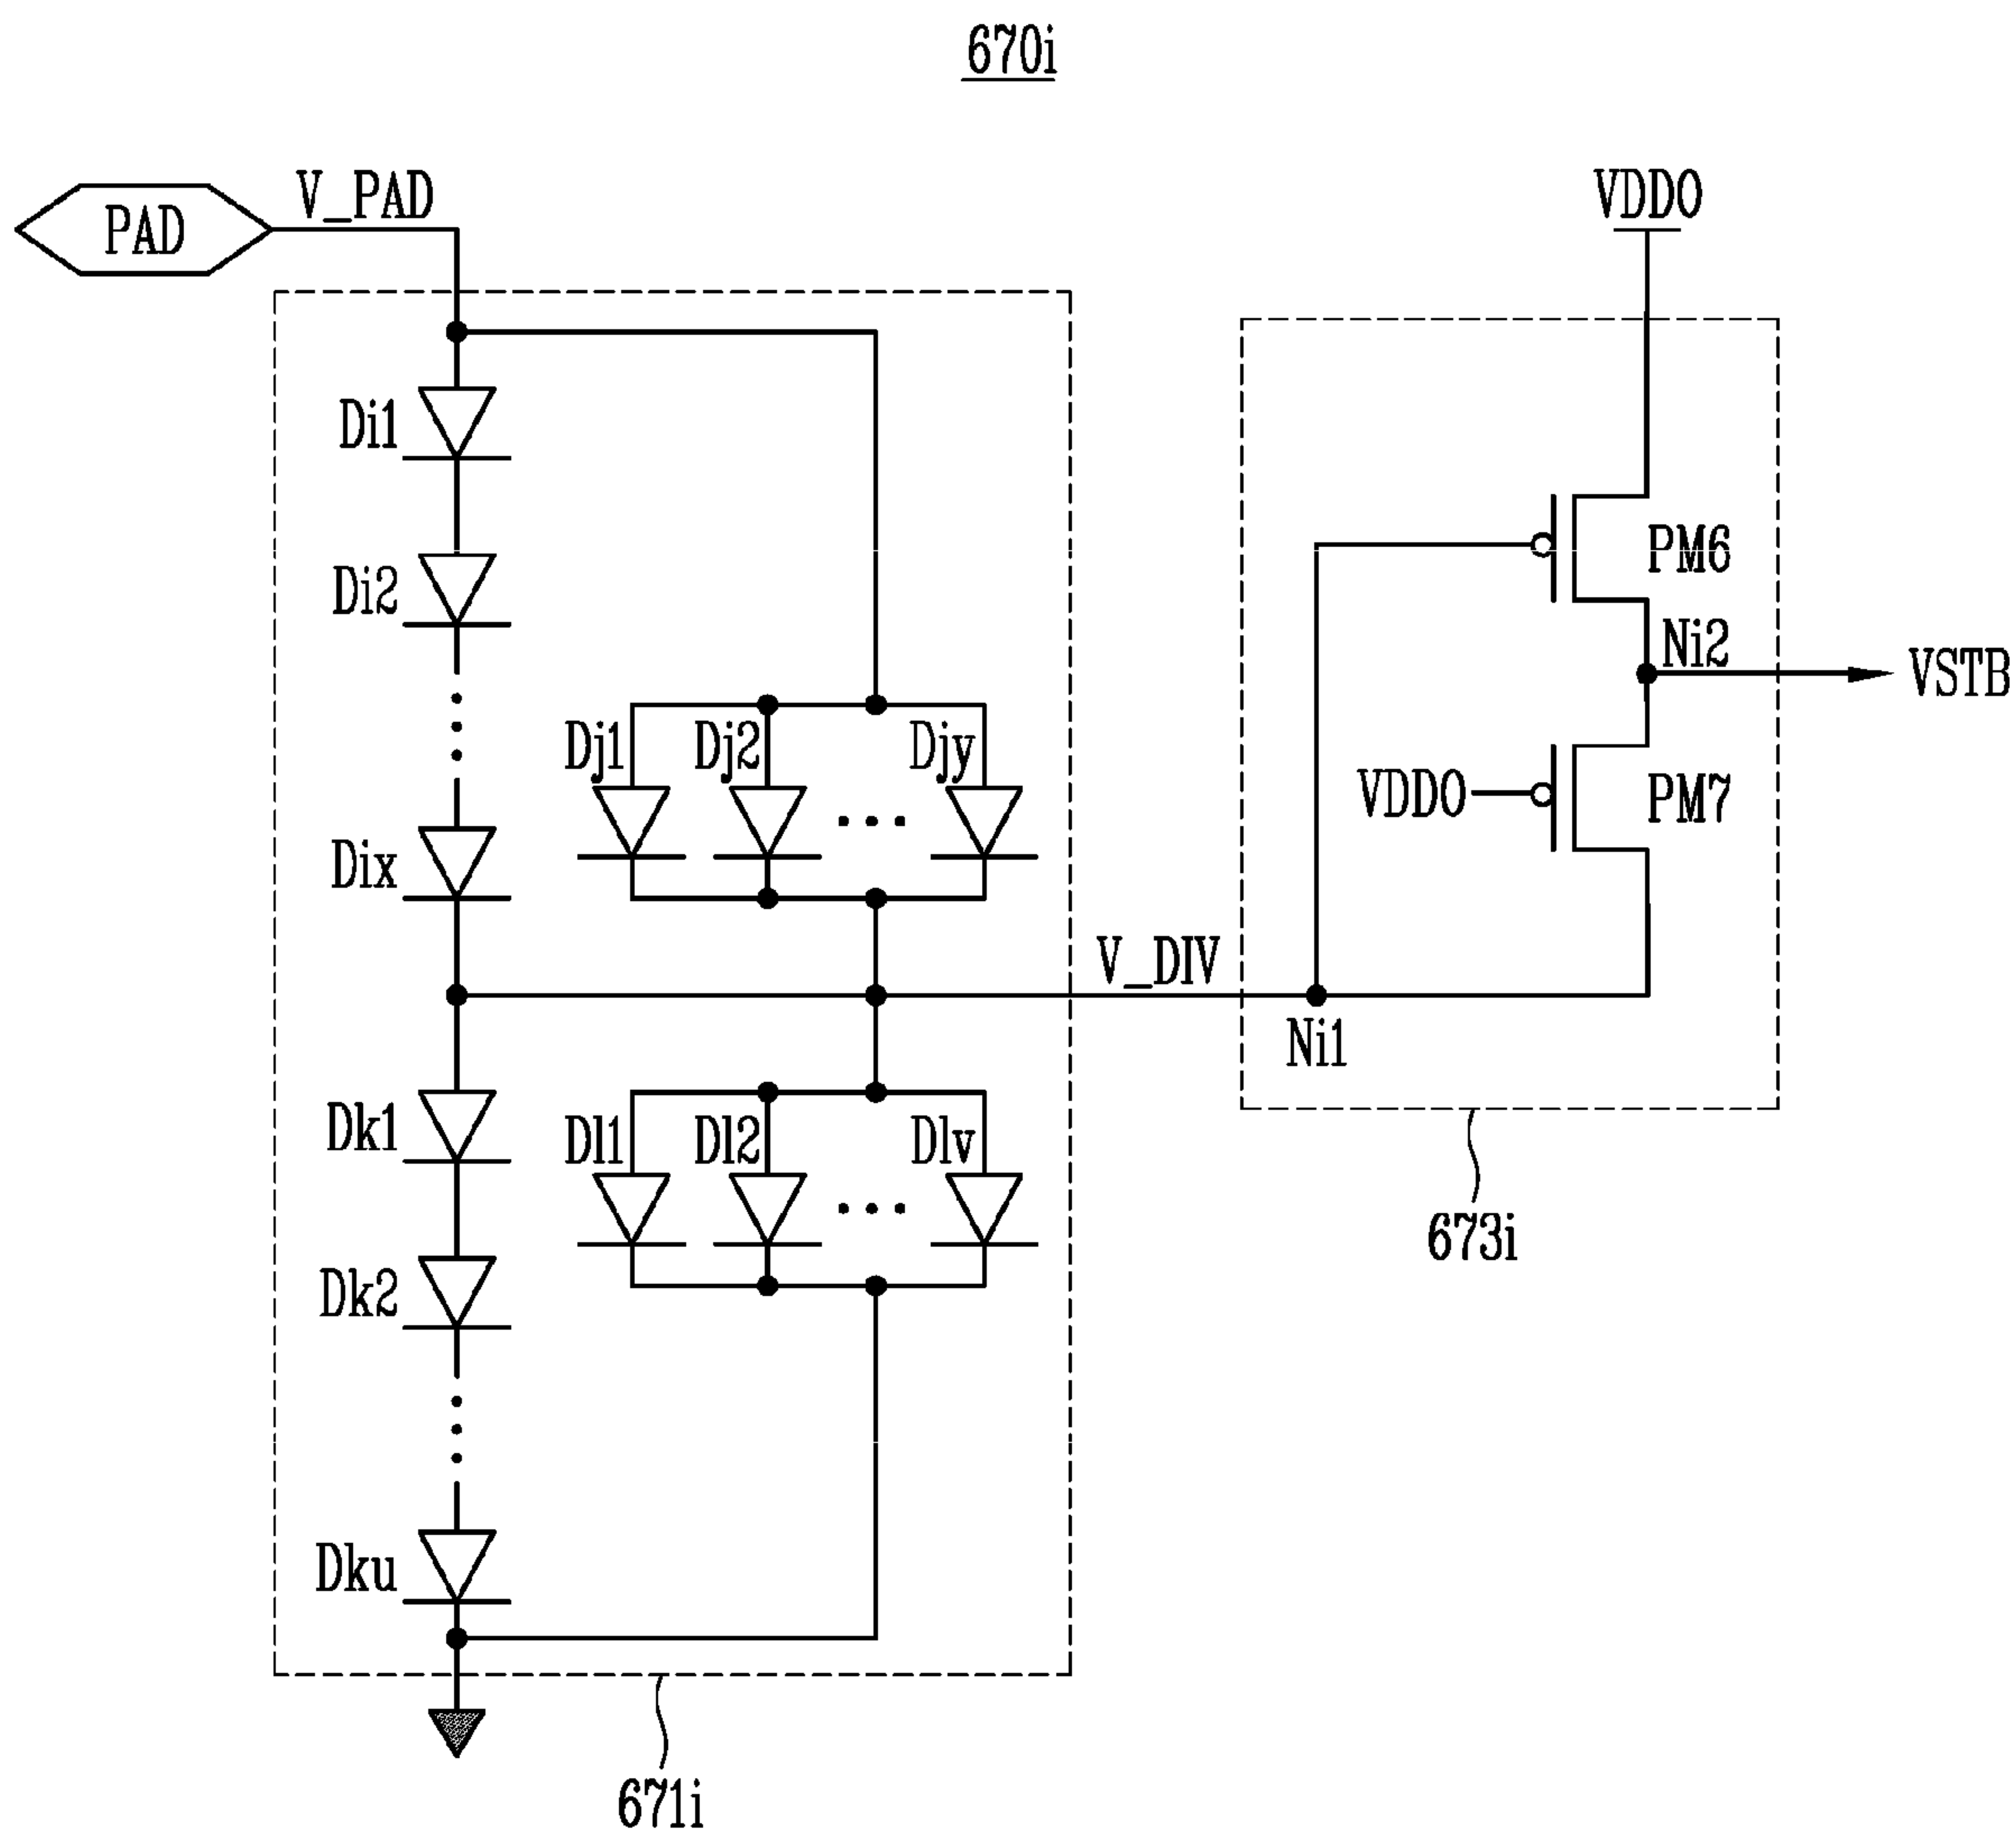 670i
V_PAD
PAD
VDDO
Di1
PM6
Di2
Ni2
VSTB
Dj1 Dj2 Djy
VDDO
PM7
Dix
V_DIV
Ni1
Dk1
Dl1 Dl2 Dlv
673i
Dk2
Dku
671i